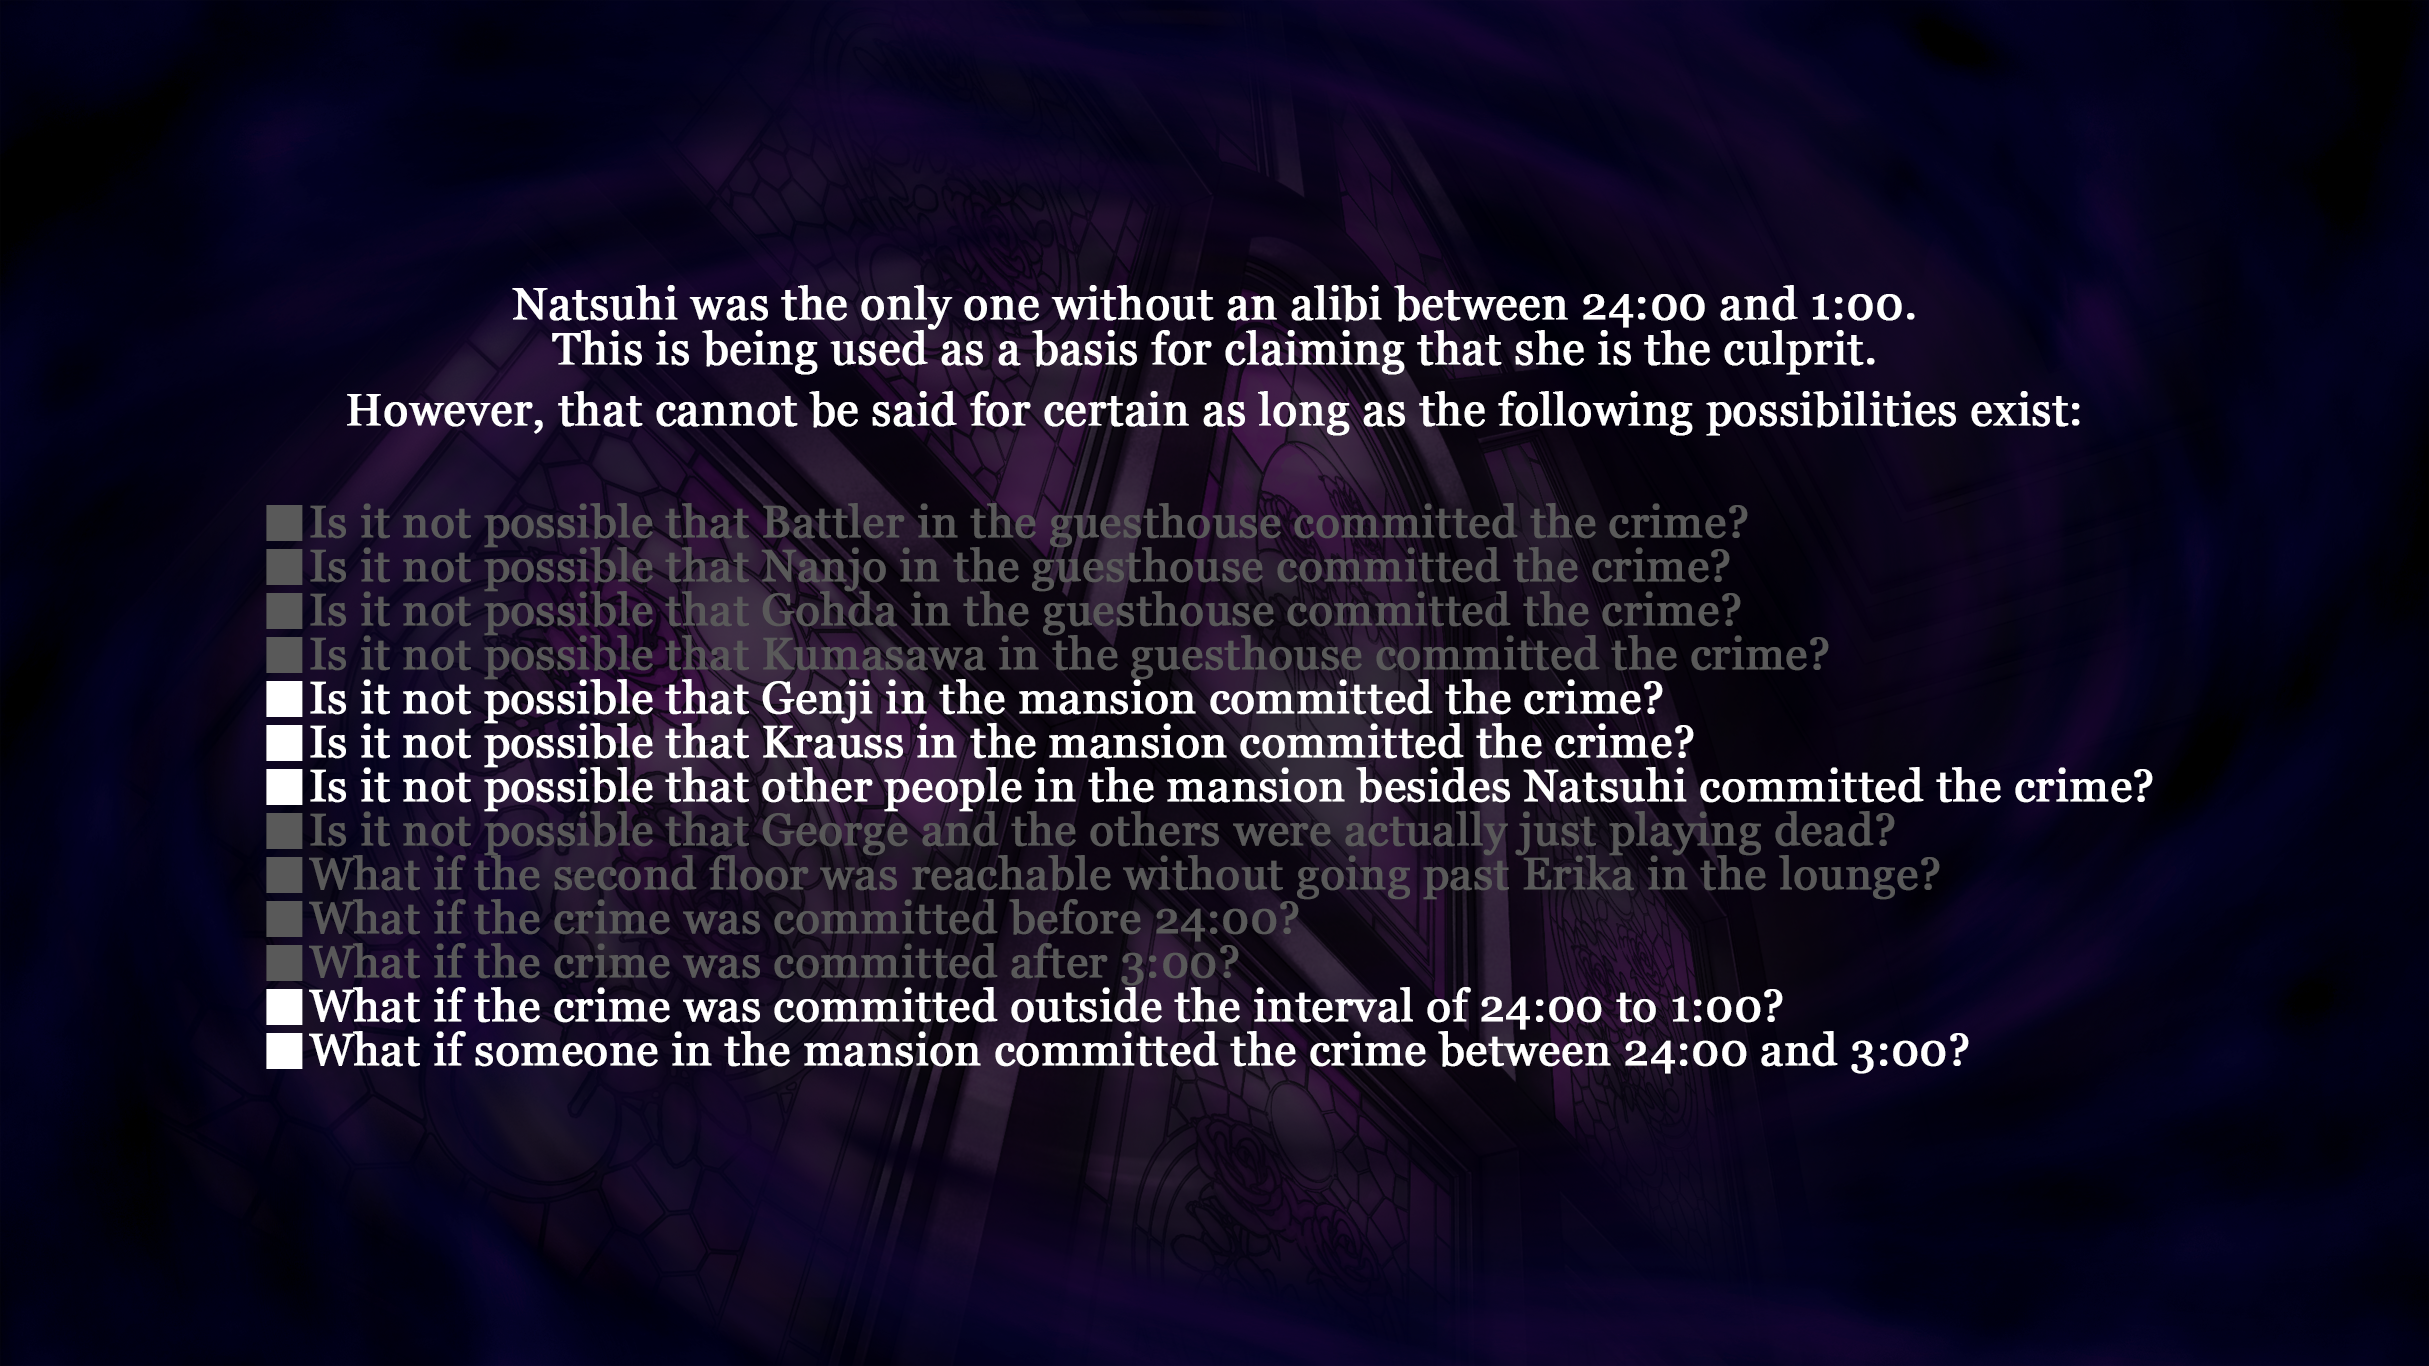 Natsuhi was the only one without an alibi between 24:00 and 1:00.
This is being used as a basis for claiming that she is the culprit.
However, that cannot be said for certain as long as the following possibilities exist:
■Is it not possible that Battler in the guesthouse committed the crime?
■Is it not possible that Nanjo in the guesthouse committed the crime?
■Is it not possible that Gohda in the guesthouse committed the crime?
■Is it not possible that Kumasawa in the guesthouse committed the crime?
■Is it not possible that Genji in the mansion committed the crime?
■Is it not possible that Krauss in the mansion committed the crime?
■Is it not possible that other people in the mansion besides Natsuhi committed the crime?
■Is it not possible that George and the others were actually just playing dead?
■What if the second floor was reachable without going past Erika in the lounge?
■What if the crime was committed before 24:00?
■What if the crime was committed after 3:00?
■What if the crime was committed outside the interval of 24:00 to 1:00?
■What if someone in the mansion committed the crime between 24:00 and 3:00?